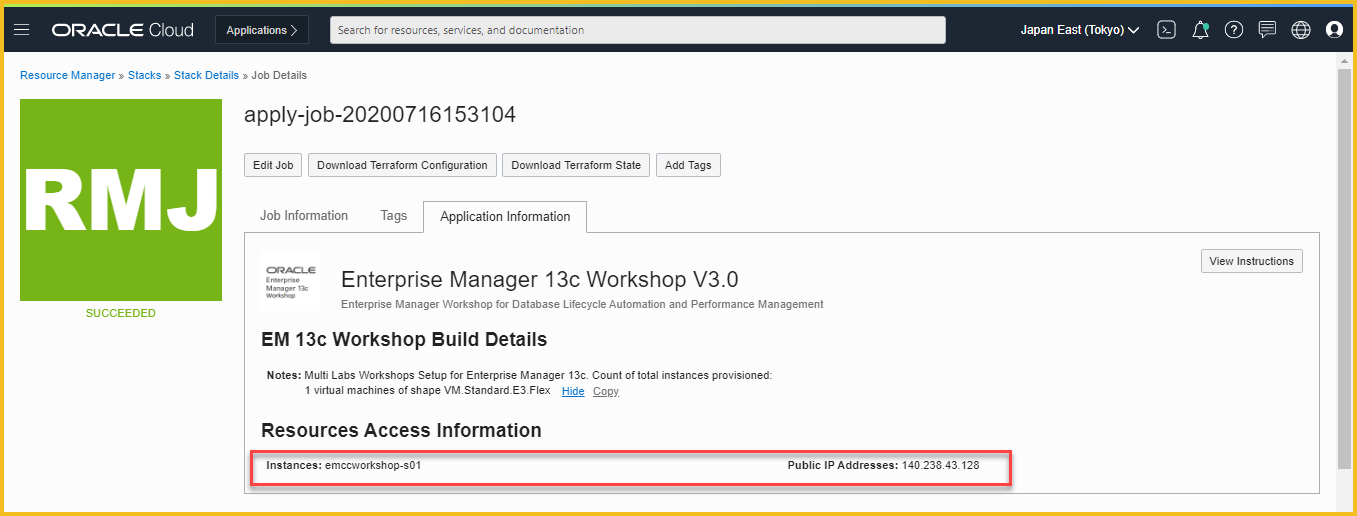 ORACLE Cloud
Applications
Search for resources, services, and documentation
Japan East (Tokyo)
Resource Manager » Stacks » Stack Details » Job Details
RMJ
SUCCEEDED
apply-job-20200716153104
Edit Job
Download Terraform Configuration
Download Terraform State
Add Tags
Job Information
Tags
Application Information
ORACLE
Enterprise
Manager 13c
Workshop
Enterprise Manager 13c Workshop V3.0
Enterprise Manager Workshop for Database Lifecycle Automation and Performance Management
View Instructions
EM 13c Workshop Build Details
Notes: Multi Labs Workshops Setup for Enterprise Manager 13c. Count of total instances provisioned:
1 virtual machines of shape VM.Standard.E3.Flex Hide Copy
Resources Access Information
Instances: emccworkshop-s01
Public IP Addresses: 140.238.43.128